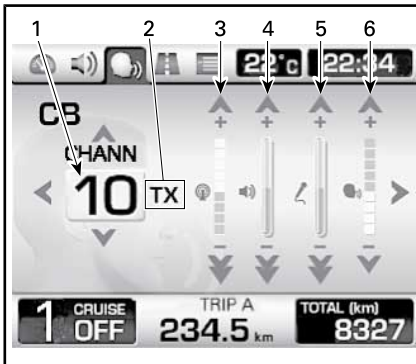 1 2 3 4 5 6
22°c 22:34
CB
CHANN
10 TX
+ + + +
- - - -
1 CRUISE OFF
TRIP A
234.5 km
TOTAL (km)
8327